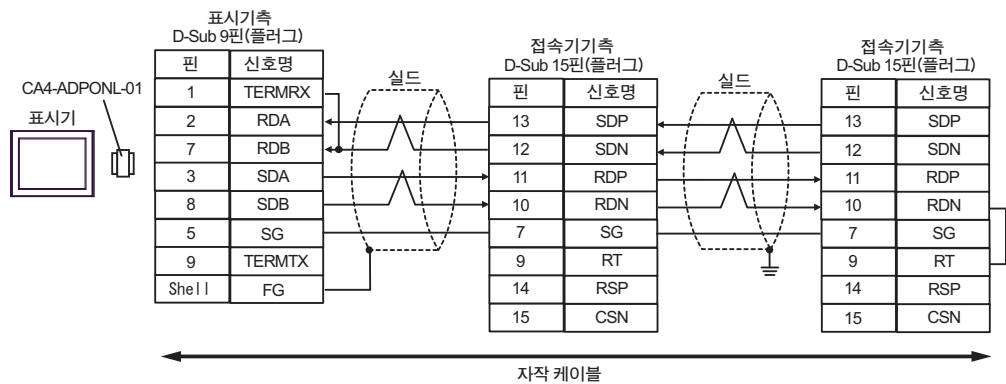 표시기측
D-Sub 9핀(플러그)
접속기기측
D-Sub 15핀(플러그)
접속기기측
D-Sub 15핀(플러그)
CA4-ADPONL-01
표시기
실드
실드
핀 신호명
1 TERMRX
2 RDA
7 RDB
3 SDA
8 SDB
5 SG
9 TERMTX
Shell FG
핀 신호명
13 SDP
12 SDN
11 RDP
10 RDN
7 SG
9 RT
14 RSP
15 CSN
핀 신호명
13 SDP
12 SDN
11 RDP
10 RDN
7 SG
9 RT
14 RSP
15 CSN
자작 케이블